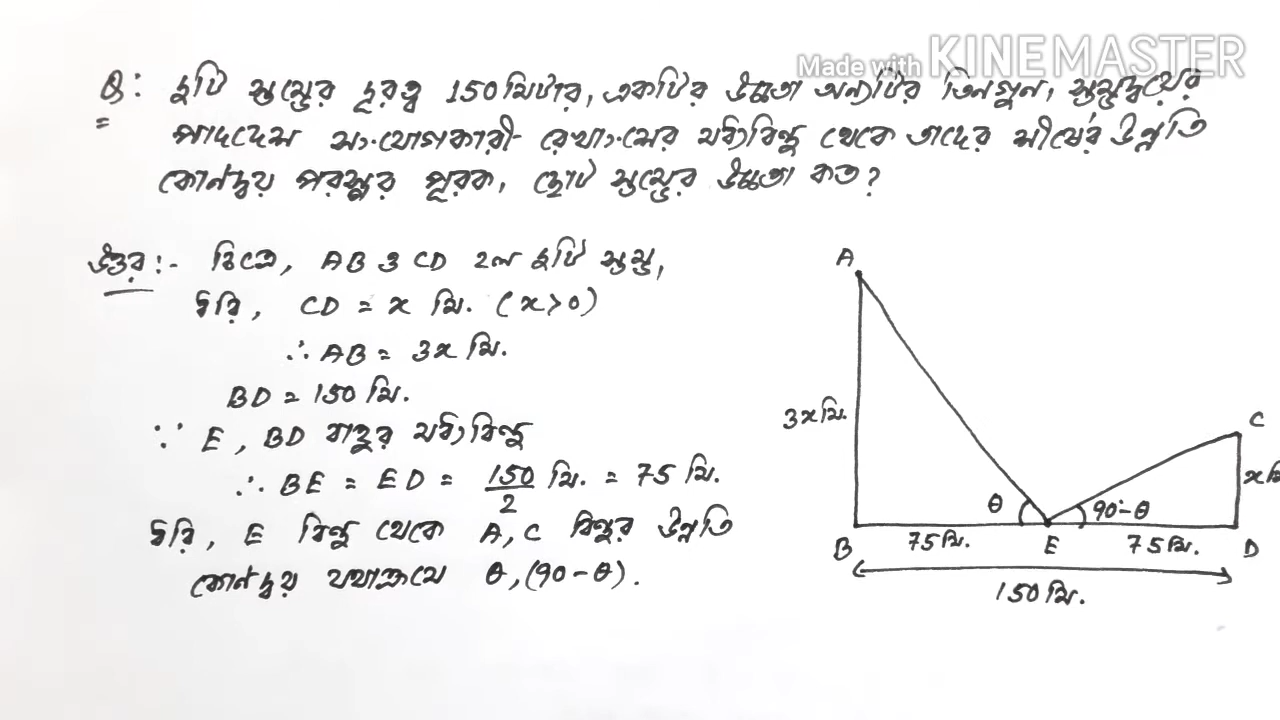 Made with KINEMASTER
Q: দুটি স্তম্ভের দূরত্ব 150 মিটার, একটির উচ্চতা অন্যটির তিনগুন, স্তম্ভদ্বয়ের
পাদদেশ সংযোগকারী রেখাংশের মধ্যবিন্দু থেকে তাদের শীর্ষের উন্নতি
কোণদ্বয় পরস্পর পূরক, ছোট স্তম্ভের উচ্চতা কত?
উত্তর :- চিত্রে, AB ও CD হল দুটি স্তম্ভ,
ধরি, CD = x মি. (x>0)
∴ AB = 3x মি.
BD = 150 মি.
∵ E, BD বাহুর মধ্যবিন্দু
∴ BE = ED = 150/2 মি. = 75 মি.
ধরি, E বিন্দু থেকে A, C বিন্দুর উন্নতি
কোণদ্বয় যথাক্রমে θ, (90-θ).
A
3x মি.
C
x মি
θ
90°-θ
B
75 মি.
E
75 মি.
D
150 মি.